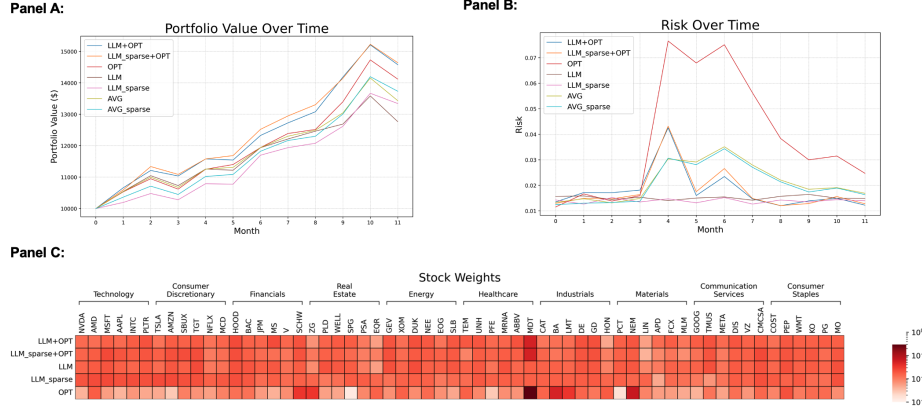 Panel A:
Portfolio Value Over Time
LLM+OPT
LLM_sparse+OPT
OPT
LLM
LLM_sparse
AVG
AVG_sparse
15000
14000
13000
12000
11000
10000
Portfolio Value ($)
0 1 2 3 4 5 6 7 8 9 10 11
Month
Panel B:
Risk Over Time
LLM+OPT
LLM_sparse+OPT
OPT
LLM
LLM_sparse
AVG
AVG_sparse
0.07
0.06
0.05
0.04
0.03
0.02
0.01
Risk
0 1 2 3 4 5 6 7 8 9 10 11
Month
Panel C:
Stock Weights
Technology
Consumer
Discretionary
Financials
Real
Estate
Energy
Healthcare
Industrials
Materials
Communication
Services
Consumer
Staples
NVDA AMD MSFT AAPL INTC PLTR TSLA AMZN SBUX TGT NFLX MCD HOOD BAC JPM MS V SCHW ZG PLD WELL SPG PSA EQR GEV XOM DUK NEE EOG SLB TEM UNH PFE MRNA ABBV MDT CAT BA LMT DE GD HON PCT NEM LIN APD FCX MLM GOOG TMUS META DIS VZ CMCSA COST PEP WMT KO PG MO
LLM+OPT
LLM_sparse+OPT
LLM
LLM_sparse
OPT